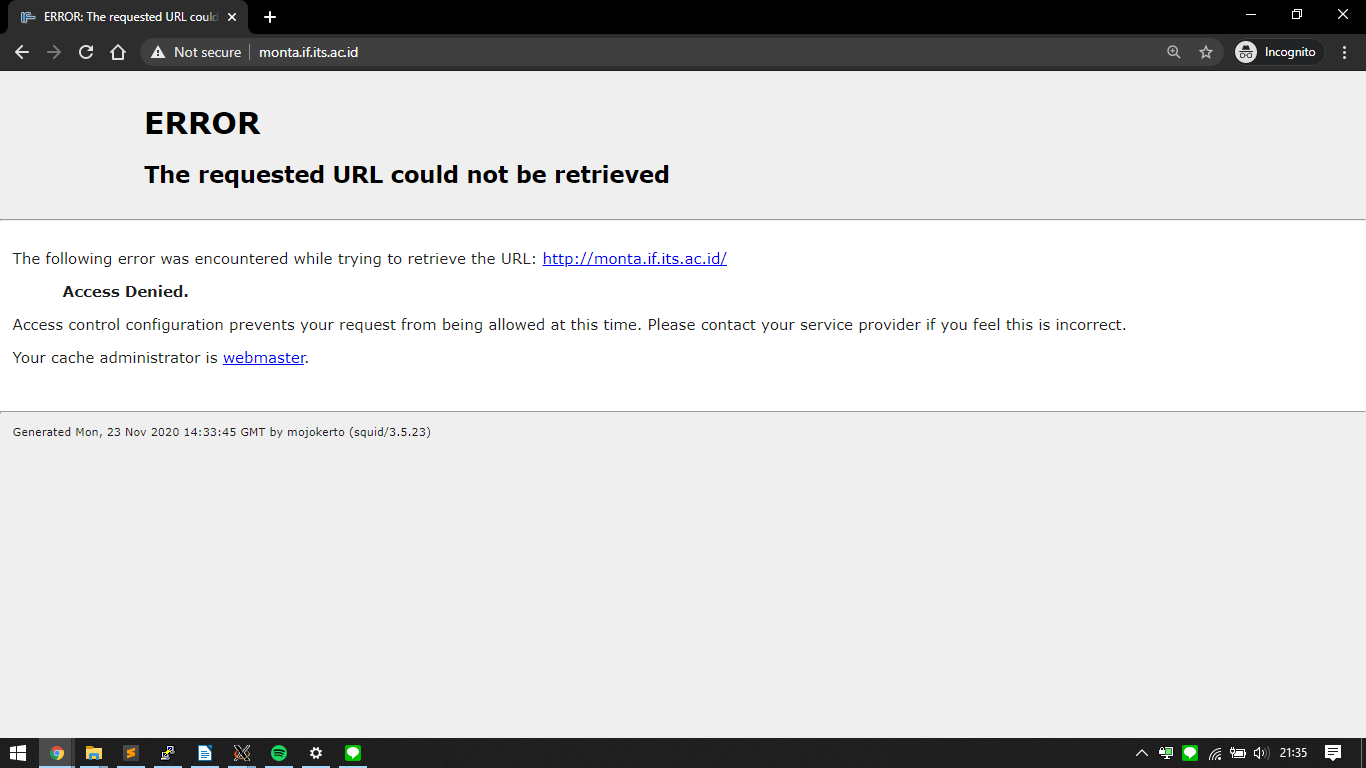 ERROR: The requested URL could
Not secure
monta.if.its.ac.id
Incognito
ERROR
The requested URL could not be retrieved
The following error was encountered while trying to retrieve the URL: http://monta.if.its.ac.id/
Access Denied.
Access control configuration prevents your request from being allowed at this time. Please contact your service provider if you feel this is incorrect.
Your cache administrator is webmaster.
Generated Mon, 23 Nov 2020 14:33:45 GMT by mojokerto (squid/3.5.23)
21:35